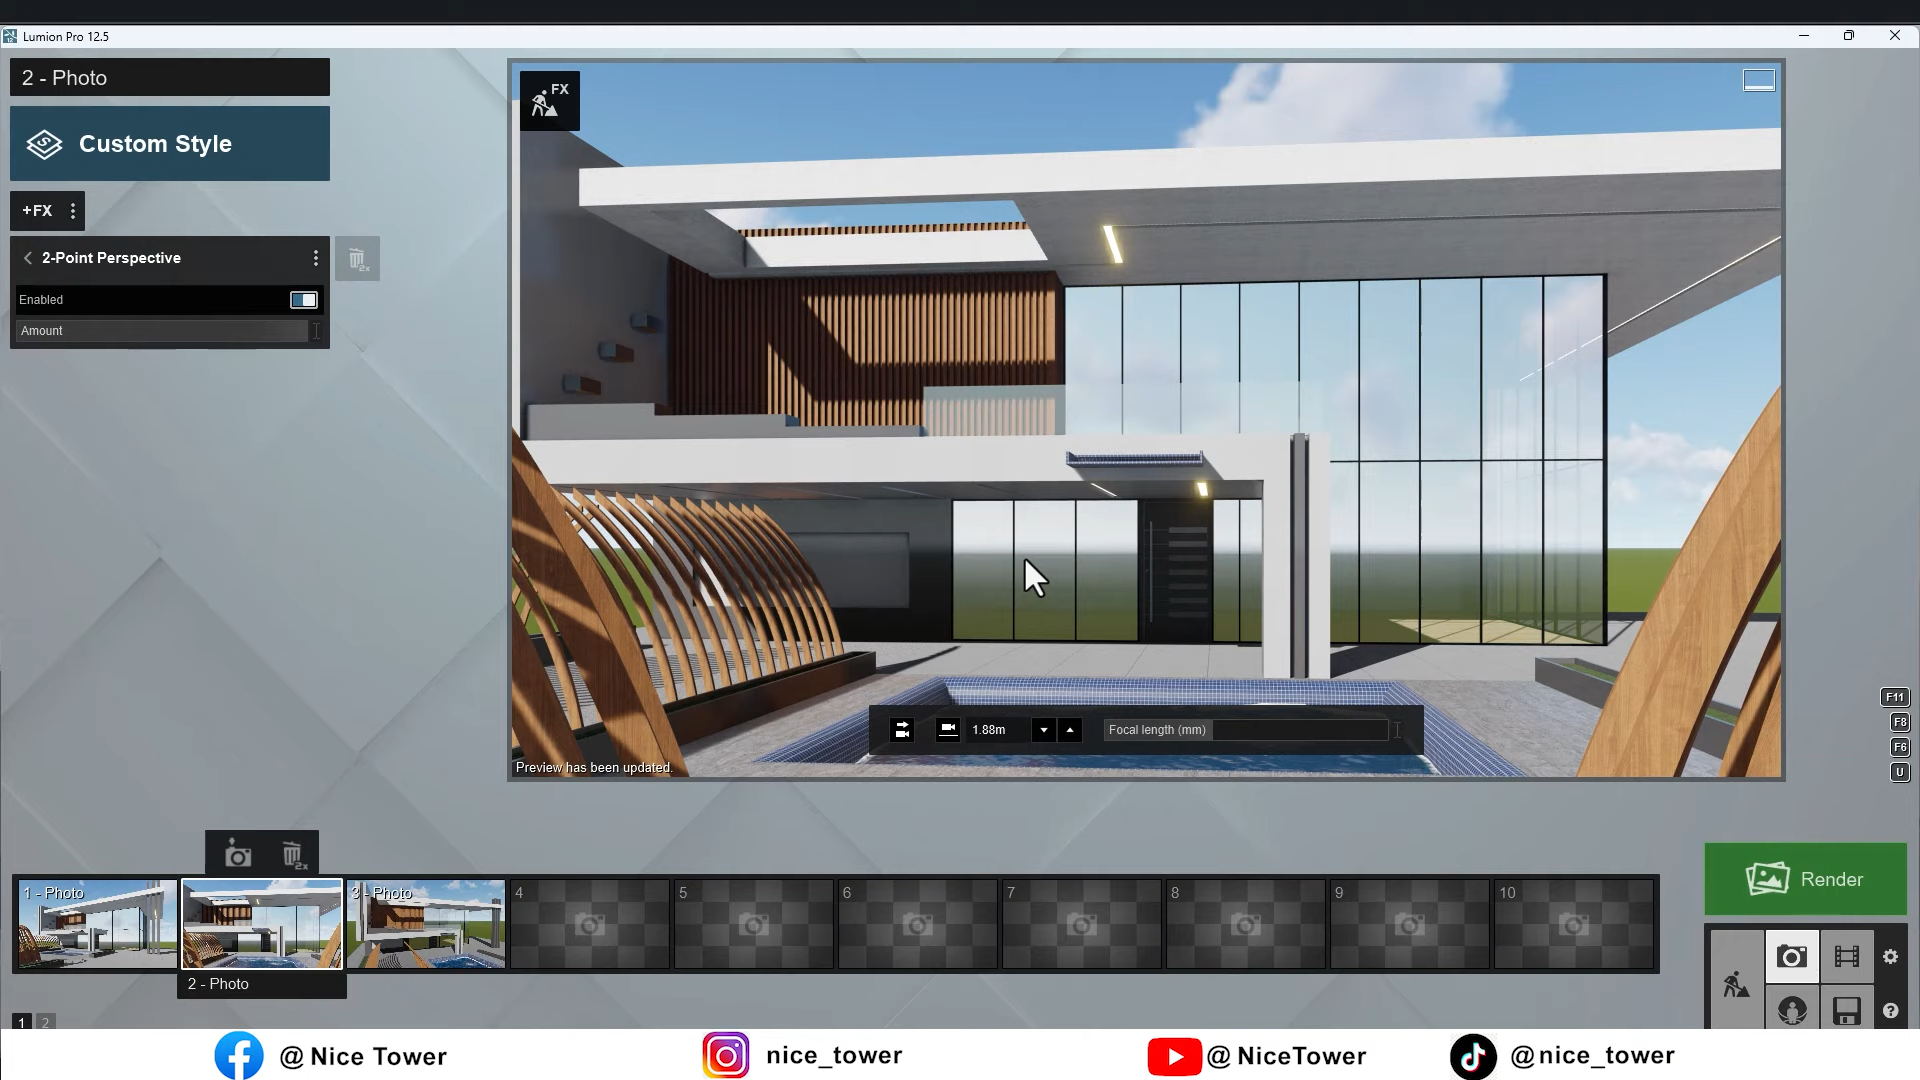 Lumion Pro 12.5
2 - Photo
Custom Style
+FX
2-Point Perspective
Enabled
Amount
FX
1.88m
Focal length (mm)
Preview has been updated.
F11
F8
F6
U
2x
2x
1 - Photo
3 - Photo
4
5
6
7
8
9
10
2 - Photo
1 2
Render
?
@ Nice Tower
nice_tower
@ NiceTower
@nice_tower